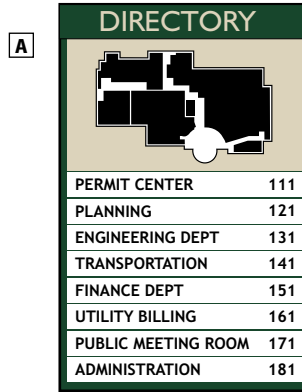 A
DIRECTORY
PERMIT CENTER 111
PLANNING 121
ENGINEERING DEPT 131
TRANSPORTATION 141
FINANCE DEPT 151
UTILITY BILLING 161
PUBLIC MEETING ROOM 171
ADMINISTRATION 181